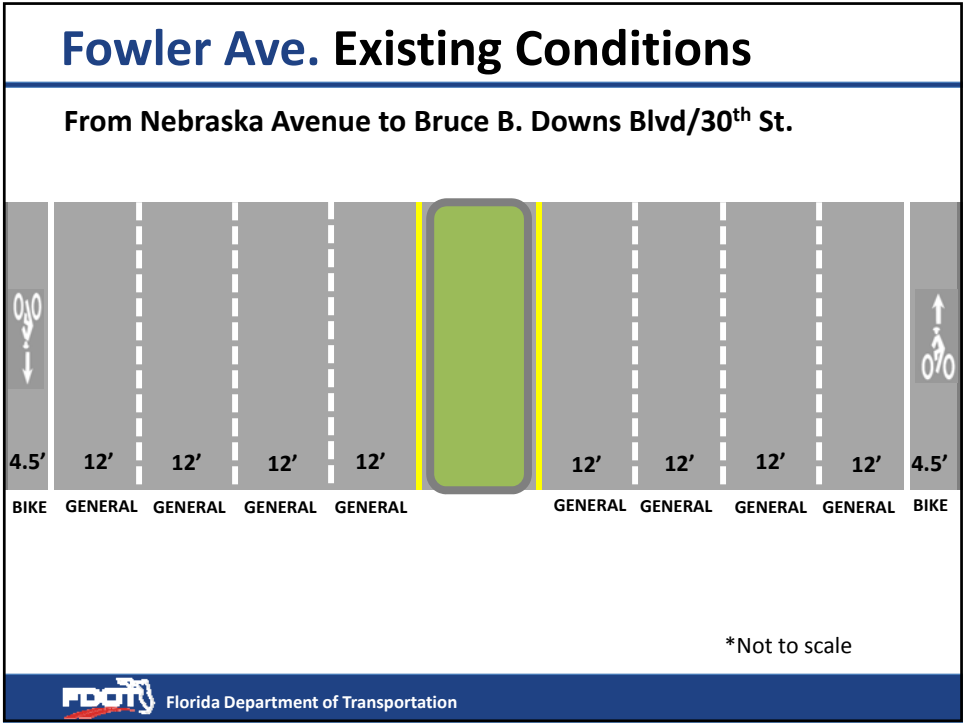 Fowler Ave. Existing Conditions
From Nebraska Avenue to Bruce B. Downs Blvd/30th St.
4.5’ 12’ 12’ 12’ 12’ 12’ 12’ 12’ 12’ 4.5’
BIKE GENERAL GENERAL GENERAL GENERAL GENERAL GENERAL GENERAL GENERAL BIKE
*Not to scale
FDOT Florida Department of Transportation